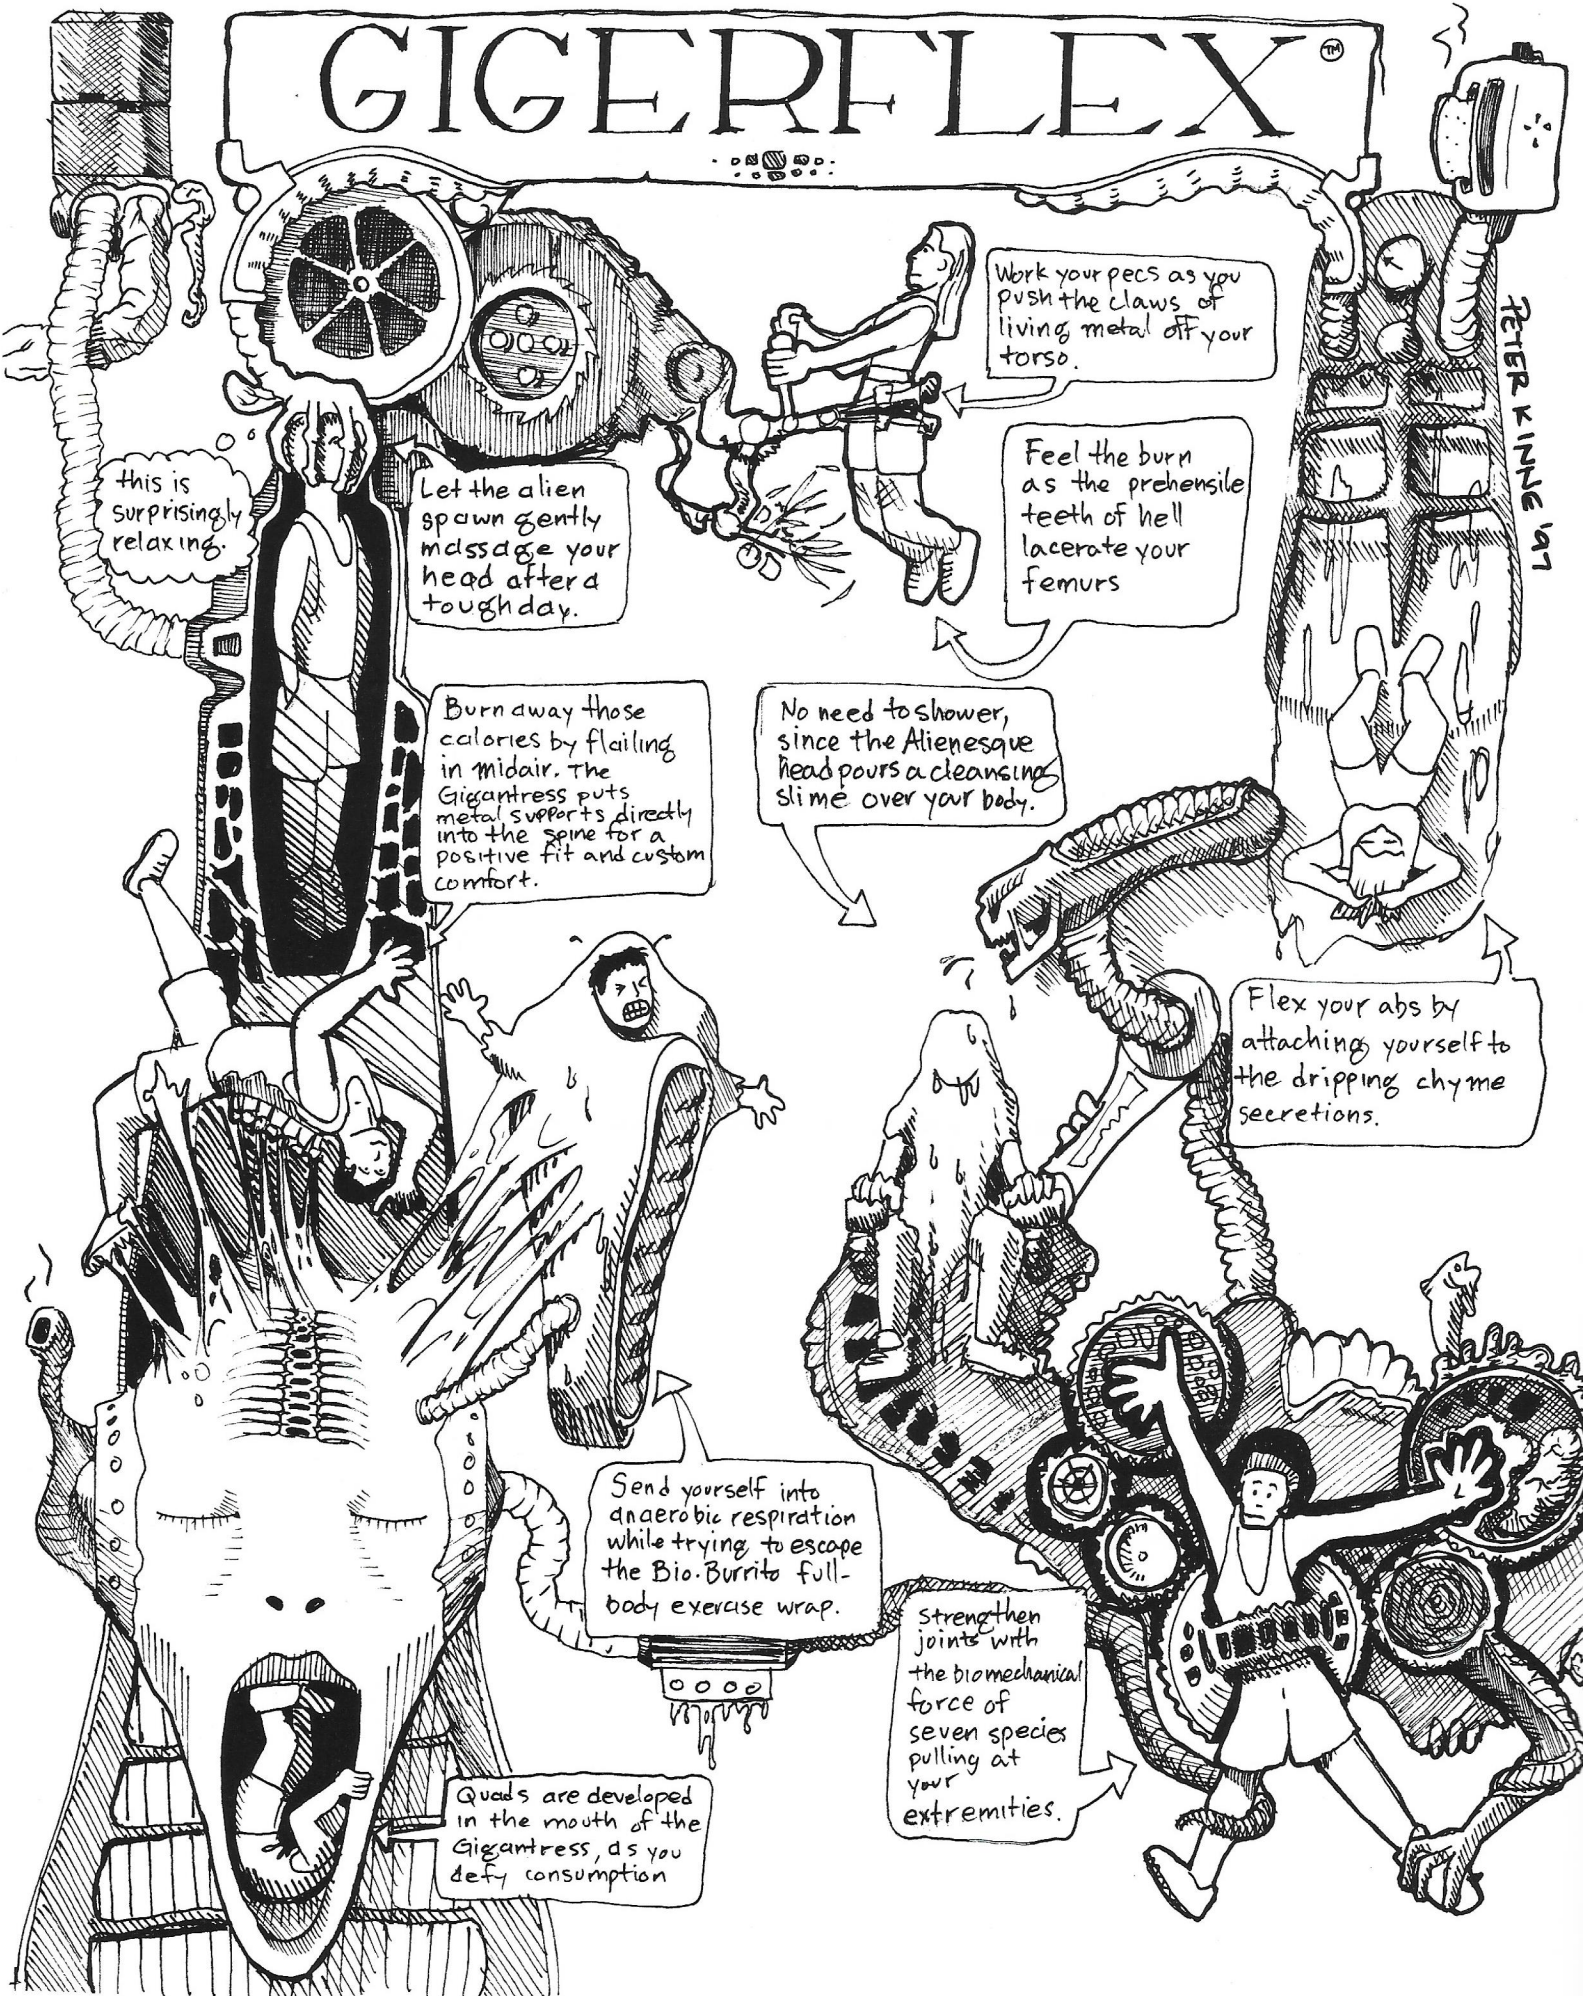 GIGERFLEX
TM
Work your pecs as you
push the claws of
living metal off your
torso.
PETER KINNE '97
Feel the burn
as the prehensile
teeth of hell
lacerate your
femurs
this is
surprisingly
relaxing.
Let the alien
spawn gently
massage your
head after a
tough day.
Burn away those
calories by flailing
in midair. The
Gigantress puts
metal supports directly
into the spine for a
positive fit and custom
comfort.
No need to shower,
since the Alienesque
head pours a cleansing
slime over your body.
Flex your abs by
attaching yourself to
the dripping chyme
secretions.
Send yourself into
anaerobic respiration
while trying to escape
the Bio-Burrito full-
body exercise wrap.
Strengthen
joints with
the biomechanical
force of
seven species
pulling at
your
extremities.
Quads are developed
in the mouth of the
Gigantress, as you
defy consumption